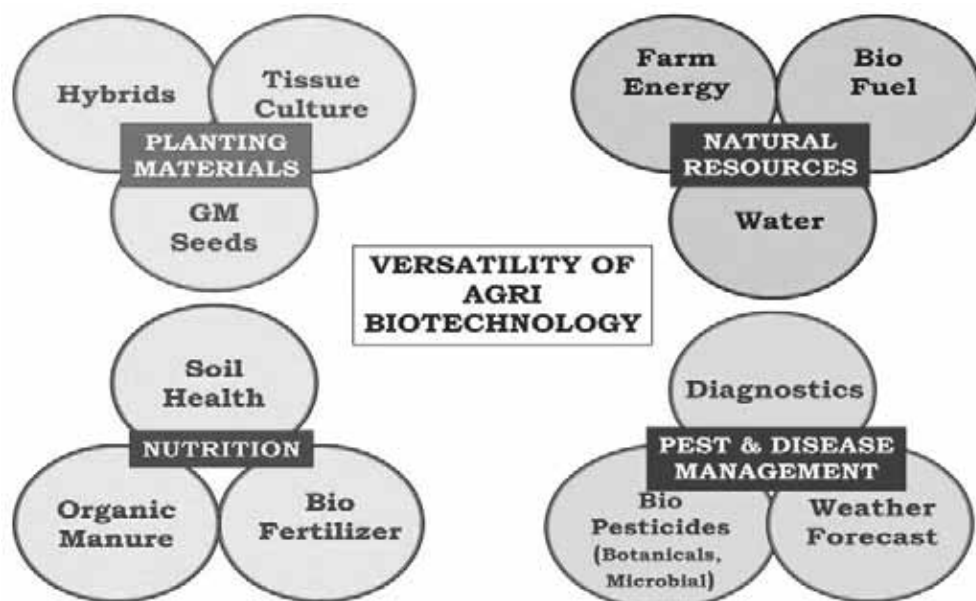 Hybrids
Tissue
Culture
PLANTING
MATERIALS
GM
Seeds
Farm
Energy
Bio
Fuel
NATURAL
RESOURCES
Water
VERSATILITY OF
AGRI
BIOTECHNOLOGY
Soil
Health
NUTRITION
Organic
Manure
Bio
Fertilizer
Diagnostics
PEST & DISEASE
MANAGEMENT
Bio
Pesticides
(Botanicals,
Microbial)
Weather
Forecast